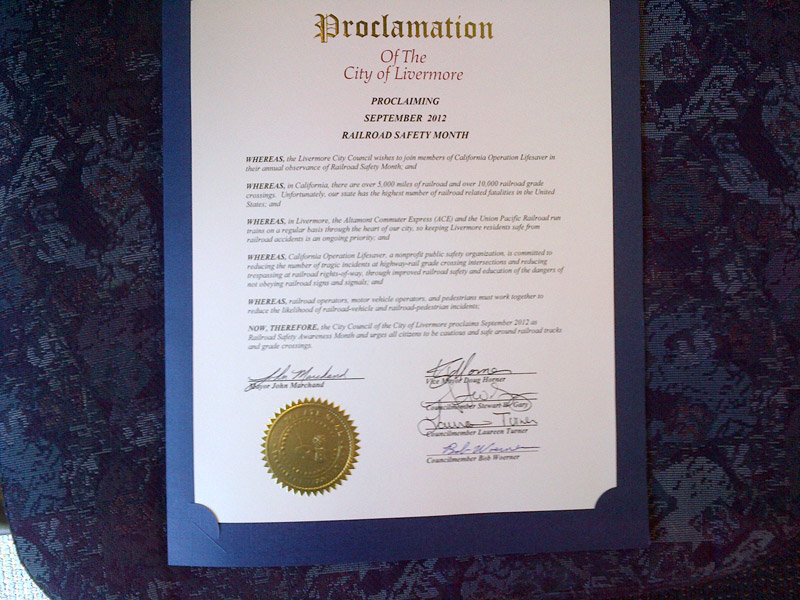 Proclamation
Of The
City of Livermore
PROCLAIMING
SEPTEMBER 2012
RAILROAD SAFETY MONTH
WHEREAS, the Livermore City Council wishes to join members of California Operation Lifesaver in
their annual observance of Railroad Safety Month; and
WHEREAS, in California, there are over 5,000 miles of railroad and over 10,000 railroad grade
crossings. Unfortunately, our state has the highest number of railroad related fatalities in the United
States; and
WHEREAS, in Livermore, the Altamont Commuter Express (ACE) and the Union Pacific Railroad run
trains on a regular basis through the heart of our city, so keeping Livermore residents safe from
railroad accidents is an ongoing priority; and
WHEREAS, California Operation Lifesaver, a nonprofit public safety organization, is committed to
reducing the number of tragic incidents at highway-rail grade crossing intersections and reducing
trespassing at railroad rights-of-way, through improved railroad safety and education of the dangers of
not obeying railroad signs and signals; and
WHEREAS, railroad operators, motor vehicle operators, and pedestrians must work together to
reduce the likelihood of railroad-vehicle and railroad-pedestrian incidents;
NOW, THEREFORE, the City Council of the City of Livermore proclaims September 2012 as
Railroad Safety Awareness Month and urges all citizens to be cautious and safe around railroad tracks
and grade crossings.
John Marchand
Mayor John Marchand
Vice Mayor Doug Horner
Councilmember Stewart W. Gary
Laureen Turner
Councilmember Laureen Turner
Bob Woerner
Councilmember Bob Woerner